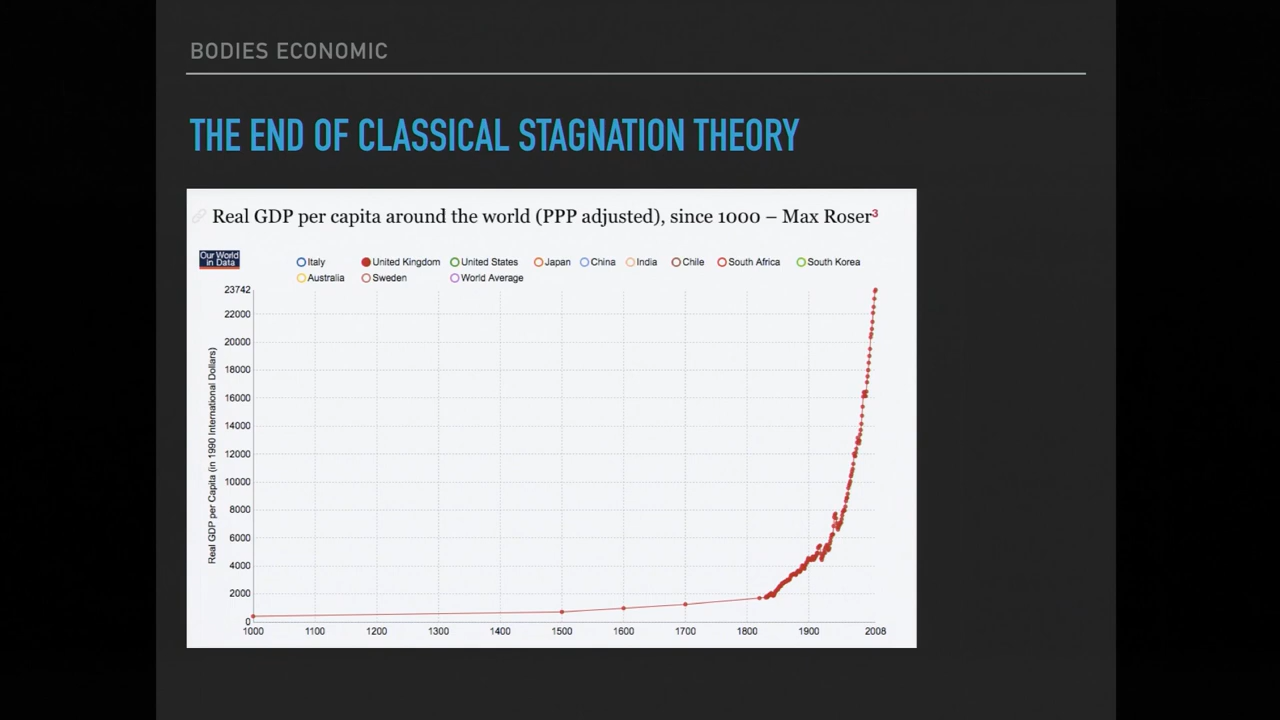 BODIES ECONOMIC
THE END OF CLASSICAL STAGNATION THEORY
Real GDP per capita around the world (PPP adjusted), since 1000 – Max Roser3
Our World
in Data
Italy United Kingdom United States Japan China India Chile South Africa South Korea
Australia Sweden World Average
Real GDP per Capita (in 1990 International Dollars)
23742
22000
20000
18000
16000
14000
12000
10000
8000
6000
4000
2000
0
1000 1100 1200 1300 1400 1500 1600 1700 1800 1900 2008